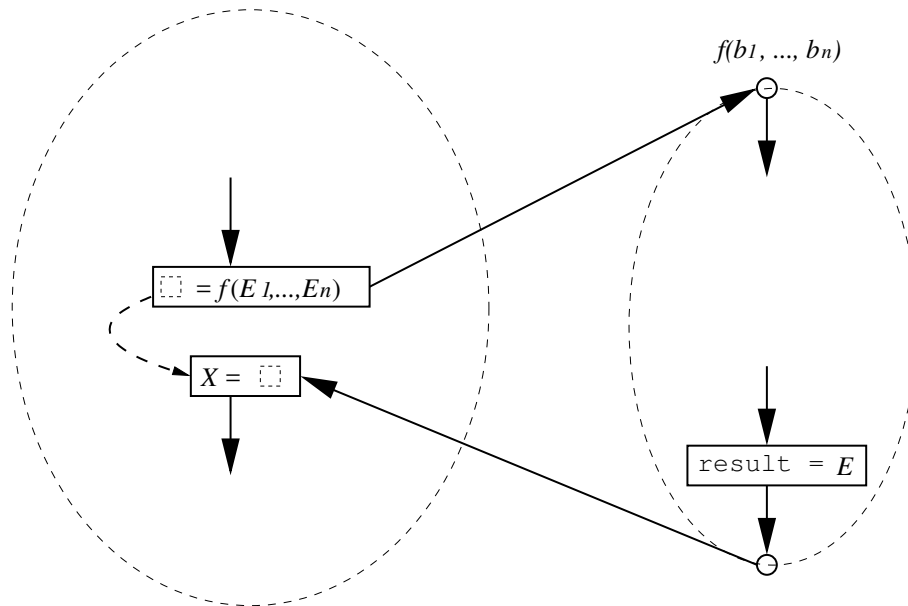 f(b1, ..., bn)
= f(E1,...,En)
X =
result = E